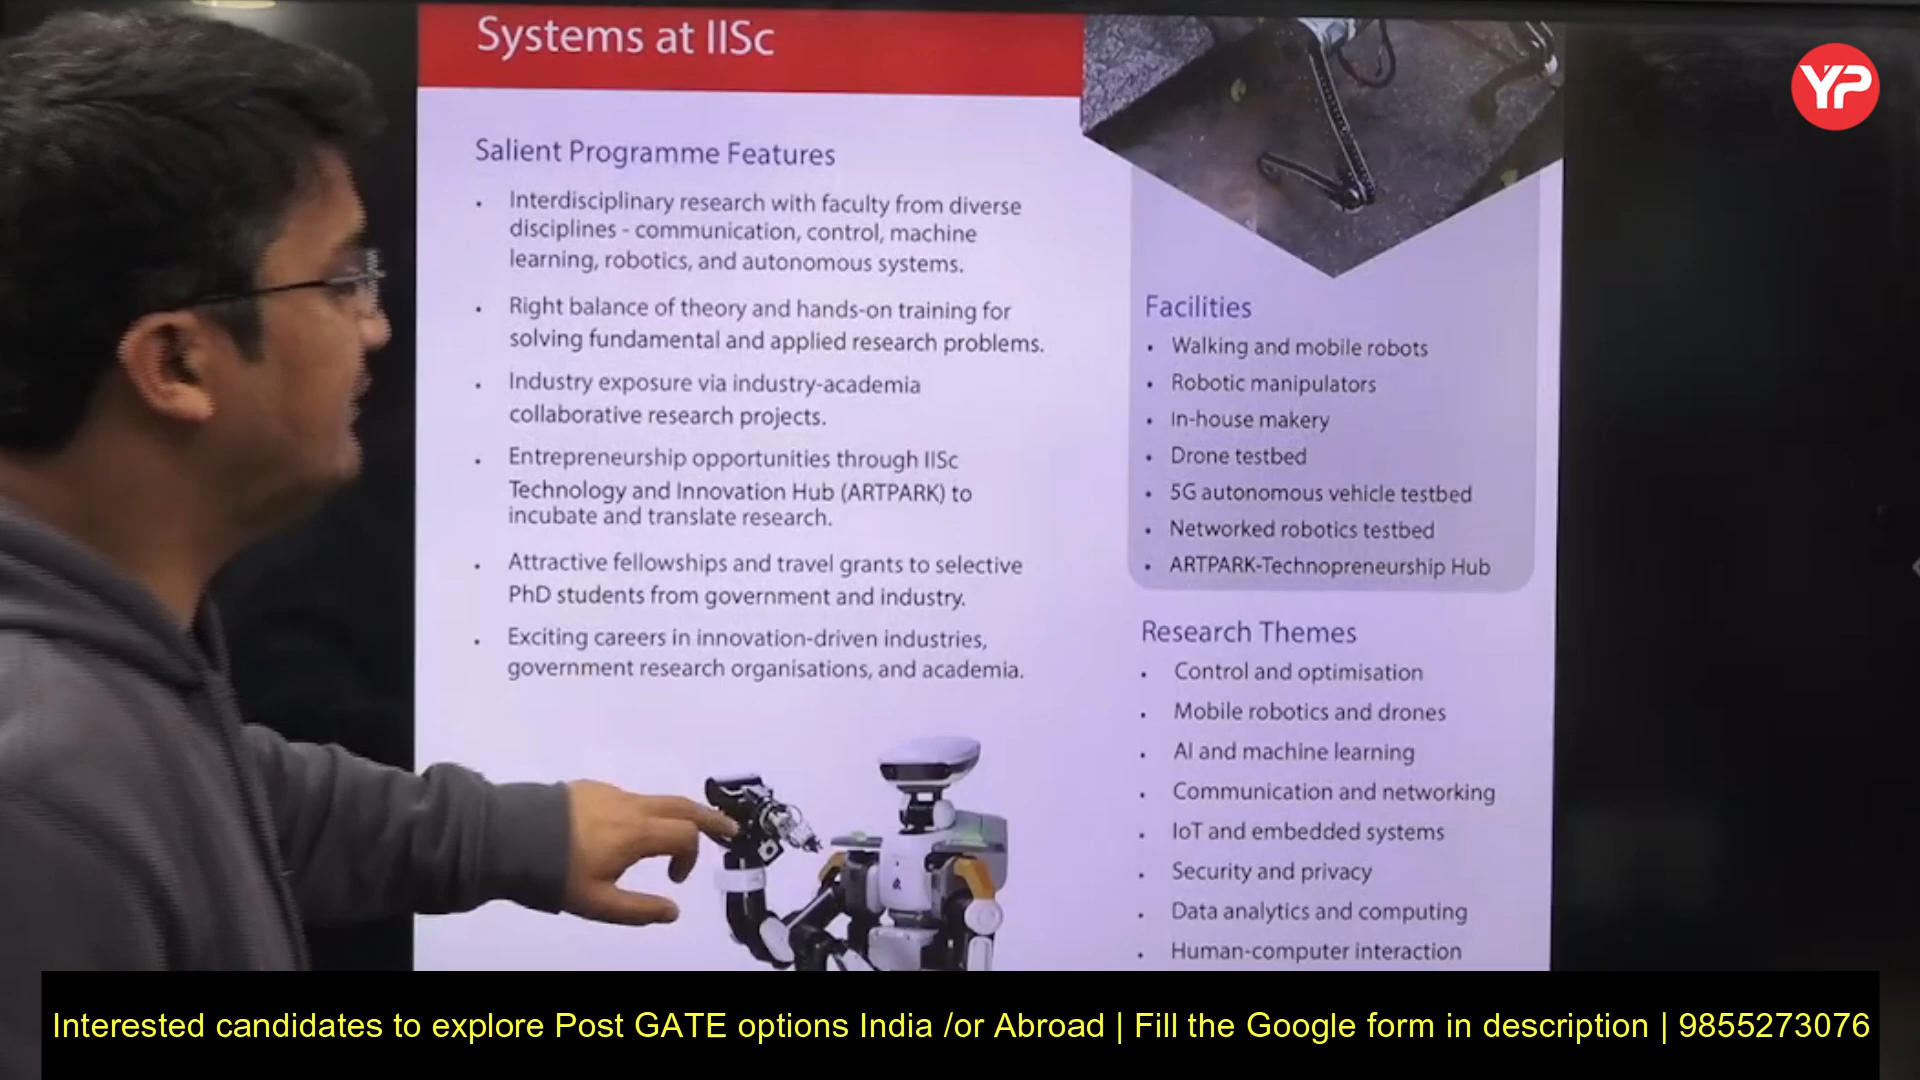 Systems at IISc
YP
Salient Programme Features
• Interdisciplinary research with faculty from diverse
disciplines - communication, control, machine
learning, robotics, and autonomous systems.
• Right balance of theory and hands-on training for
solving fundamental and applied research problems.
• Industry exposure via industry-academia
collaborative research projects.
• Entrepreneurship opportunities through IISc
Technology and Innovation Hub (ARTPARK) to
incubate and translate research.
• Attractive fellowships and travel grants to selective
PhD students from government and industry.
• Exciting careers in innovation-driven industries,
government research organisations, and academia.
Facilities
• Walking and mobile robots
• Robotic manipulators
• In-house makery
• Drone testbed
• 5G autonomous vehicle testbed
• Networked robotics testbed
• ARTPARK-Technopreneurship Hub
Research Themes
• Control and optimisation
• Mobile robotics and drones
• AI and machine learning
• Communication and networking
• IoT and embedded systems
• Security and privacy
• Data analytics and computing
• Human-computer interaction
Interested candidates to explore Post GATE options India /or Abroad | Fill the Google form in description | 9855273076